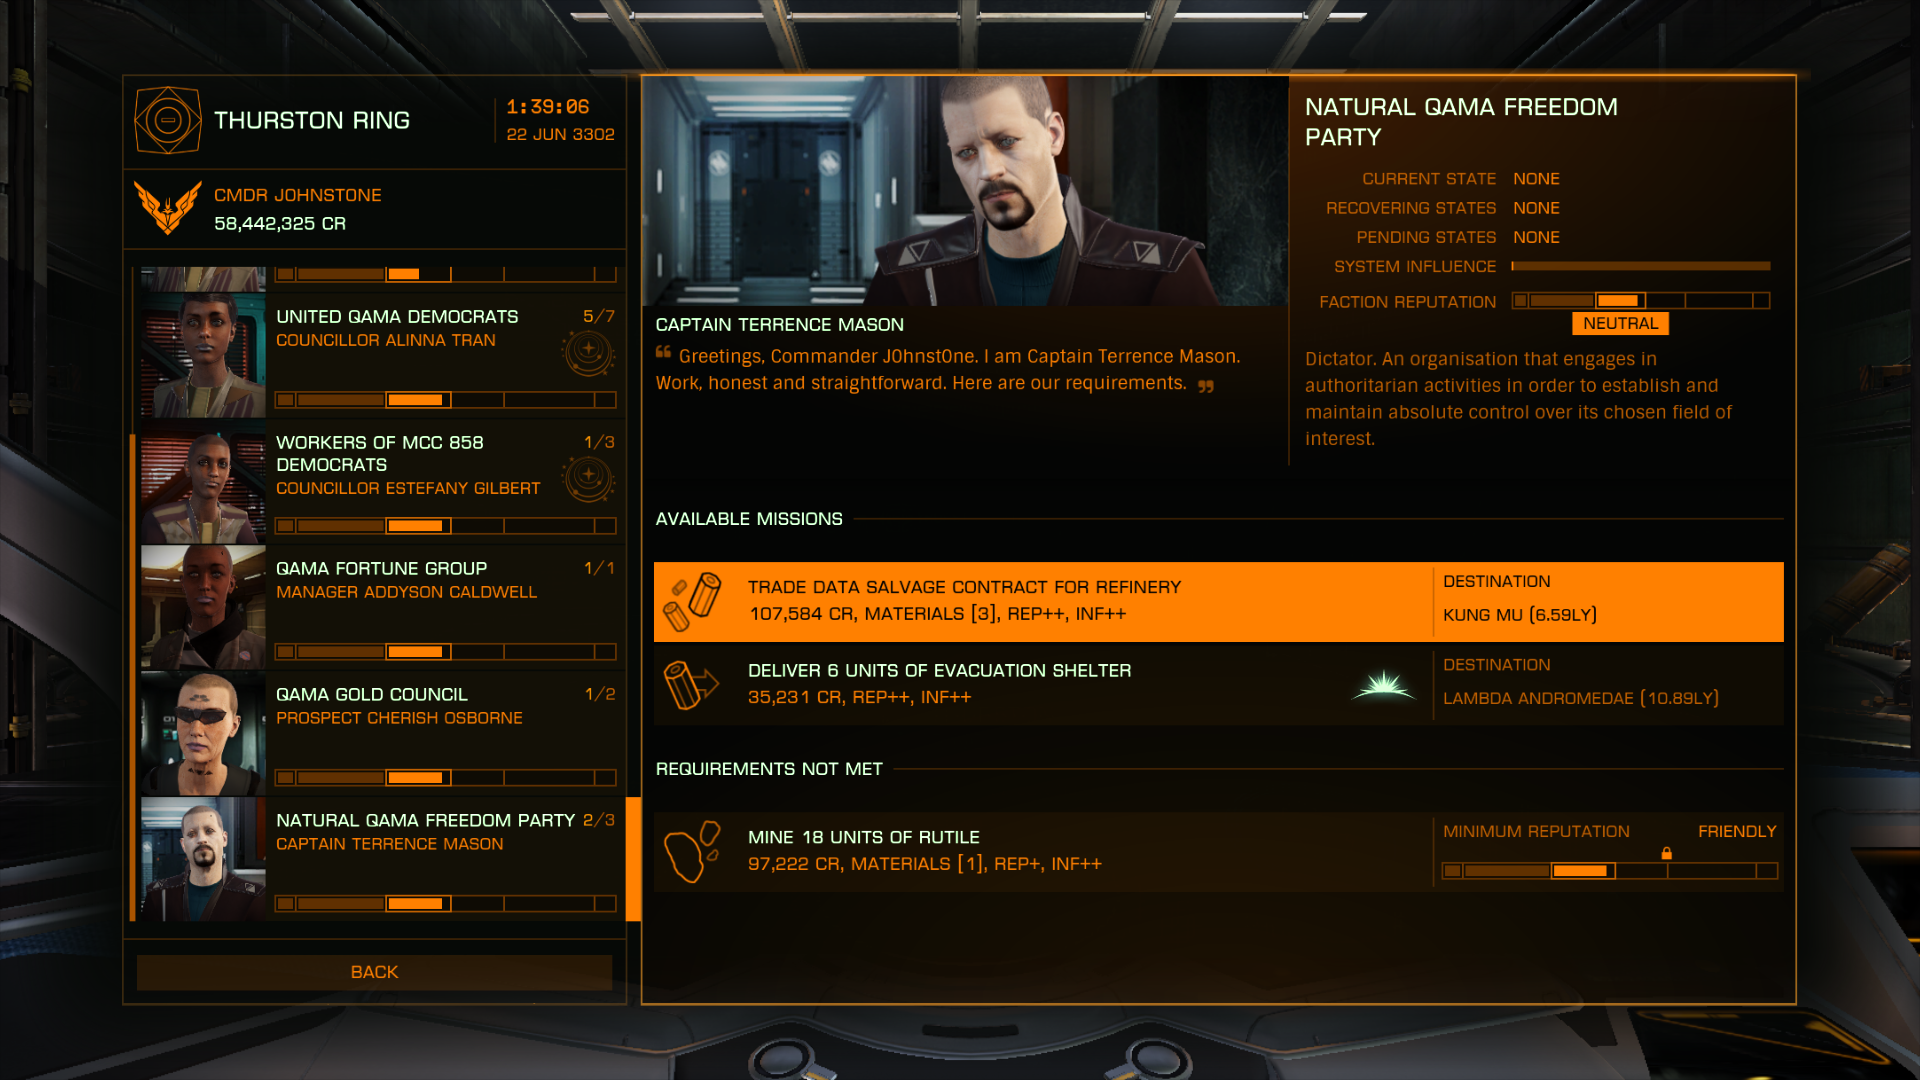 THURSTON RING
1:39:06
22 JUN 3302
CMDR J0HNST0NE
58,442,325 CR
UNITED QAMA DEMOCRATS 5/7
COUNCILLOR ALINNA TRAN
WORKERS OF MCC 858 1/3
DEMOCRATS
COUNCILLOR ESTEFANY GILBERT
QAMA FORTUNE GROUP 1/1
MANAGER ADDYSON CALDWELL
QAMA GOLD COUNCIL 1/2
PROSPECT CHERISH OSBORNE
NATURAL QAMA FREEDOM PARTY 2/3
CAPTAIN TERRENCE MASON
BACK
CAPTAIN TERRENCE MASON
“ Greetings, Commander J0hnst0ne. I am Captain Terrence Mason.
Work, honest and straightforward. Here are our requirements. ”
NATURAL QAMA FREEDOM
PARTY
CURRENT STATE NONE
RECOVERING STATES NONE
PENDING STATES NONE
SYSTEM INFLUENCE
FACTION REPUTATION
NEUTRAL
Dictator. An organisation that engages in
authoritarian activities in order to establish and
maintain absolute control over its chosen field of
interest.
AVAILABLE MISSIONS
TRADE DATA SALVAGE CONTRACT FOR REFINERY
107,584 CR, MATERIALS [3], REP++, INF++
DESTINATION
KUNG MU (6.59LY)
DELIVER 6 UNITS OF EVACUATION SHELTER
35,231 CR, REP++, INF++
DESTINATION
LAMBDA ANDROMEDAE (10.89LY)
REQUIREMENTS NOT MET
MINE 18 UNITS OF RUTILE
97,222 CR, MATERIALS [1], REP+, INF++
MINIMUM REPUTATION FRIENDLY